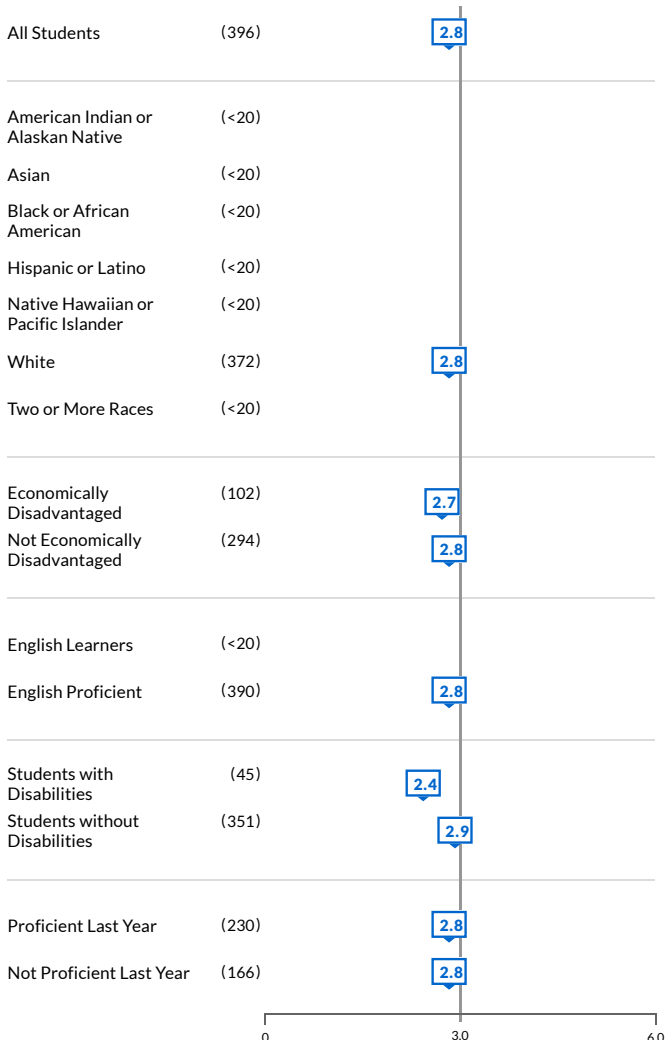 All Students (396) 2.8
American Indian or (<20)
Alaskan Native
Asian (<20)
Black or African (<20)
American
Hispanic or Latino (<20)
Native Hawaiian or (<20)
Pacific Islander
White (372) 2.8
Two or More Races (<20)
Economically (102) 2.7
Disadvantaged
Not Economically (294) 2.8
Disadvantaged
English Learners (<20)
English Proficient (390) 2.8
Students with (45) 2.4
Disabilities
Students without (351) 2.9
Disabilities
Proficient Last Year (230) 2.8
Not Proficient Last Year (166) 2.8
0 3.0 6.0